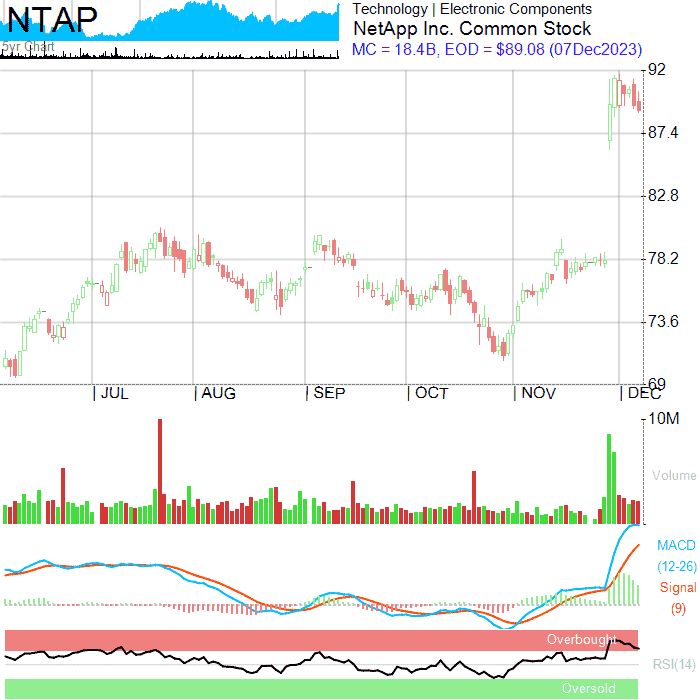 NTAP
5yr Chart
Technology | Electronic Components
NetApp Inc. Common Stock
MC = 18.4B, EOD = $89.08 (07Dec2023)
92
87.4
82.8
78.2
73.6
69
JUL
AUG
SEP
OCT
NOV
DEC
10M
Volume
MACD
(12-26)
Signal
(9)
Overbought
RSI(14)
Oversold